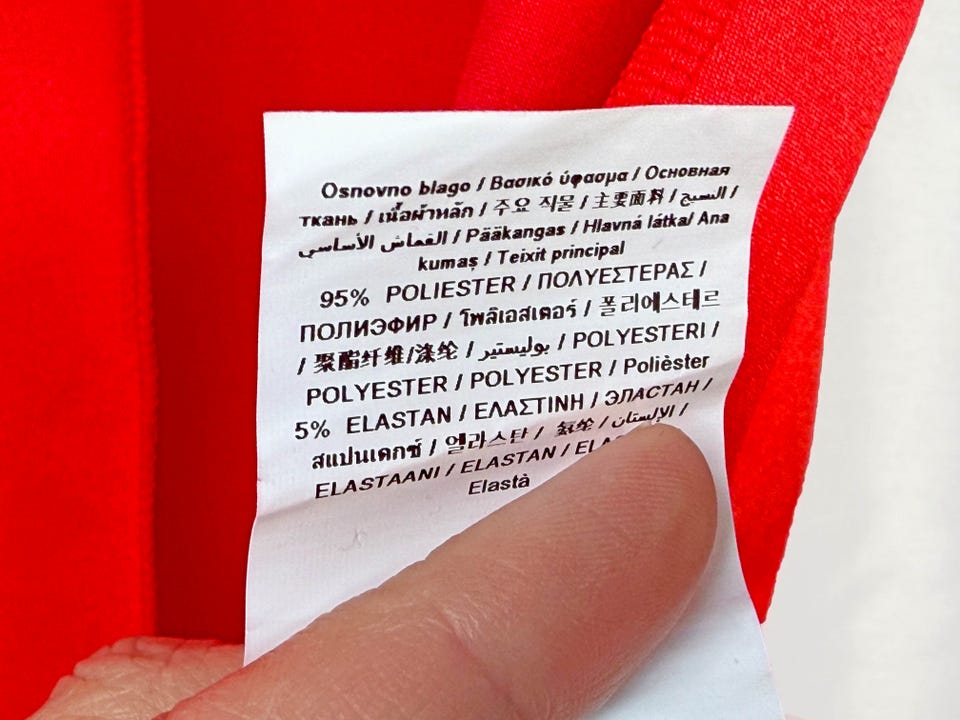 Osnovno blago / Βασικό ύφασμα / Основная
ткань / เนื้อผ้าหลัก / 주요 직물 / 主要面料 / النسيج /
القماش الأساسي / Pääkangas / Hlavná látka/ Ana
kumaş / Teixit principal
95% POLIESTER / ΠΟΛΥΕΣΤΕΡΑΣ /
ПОЛИЭФИР / โพลิเอสเตอร์ / 폴리에스테르
/ 聚酯纤维/涤纶 / بوليستير / POLYESTERI /
POLYESTER / POLYESTER / Polièster
5% ELASTAN / ΕΛΑΣΤΙΝΗ / ЭЛАСТАН /
สแปนเดกซ์ / 엘라스탄 / 氨纶 / الإلستان /
ELASTAANI / ELASTAN /
Elastà